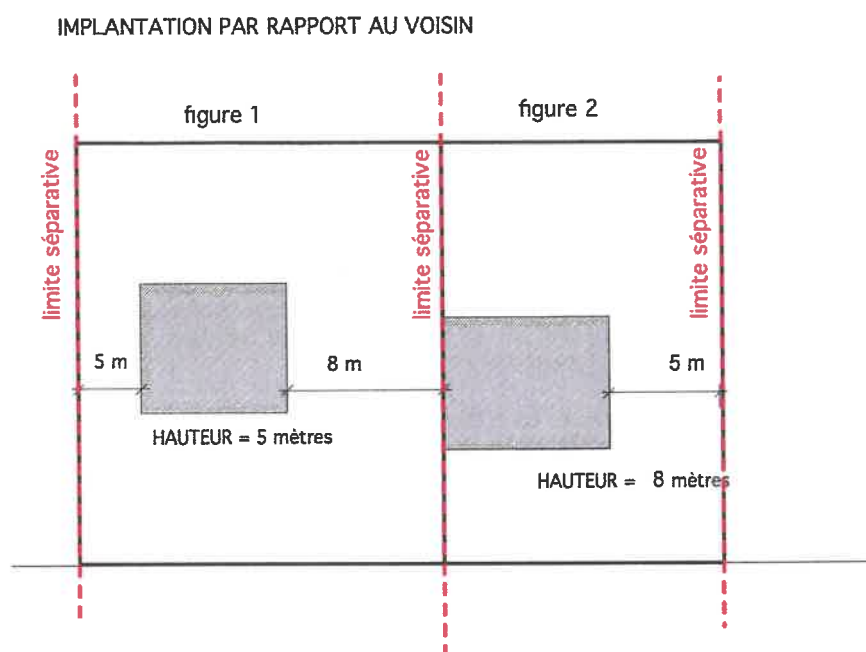 IMPLANTATION PAR RAPPORT AU VOISIN
figure 1
figure 2
limite séparative
limite séparative
limite séparative
5 m
8 m
5 m
HAUTEUR = 5 mètres
HAUTEUR = 8 mètres